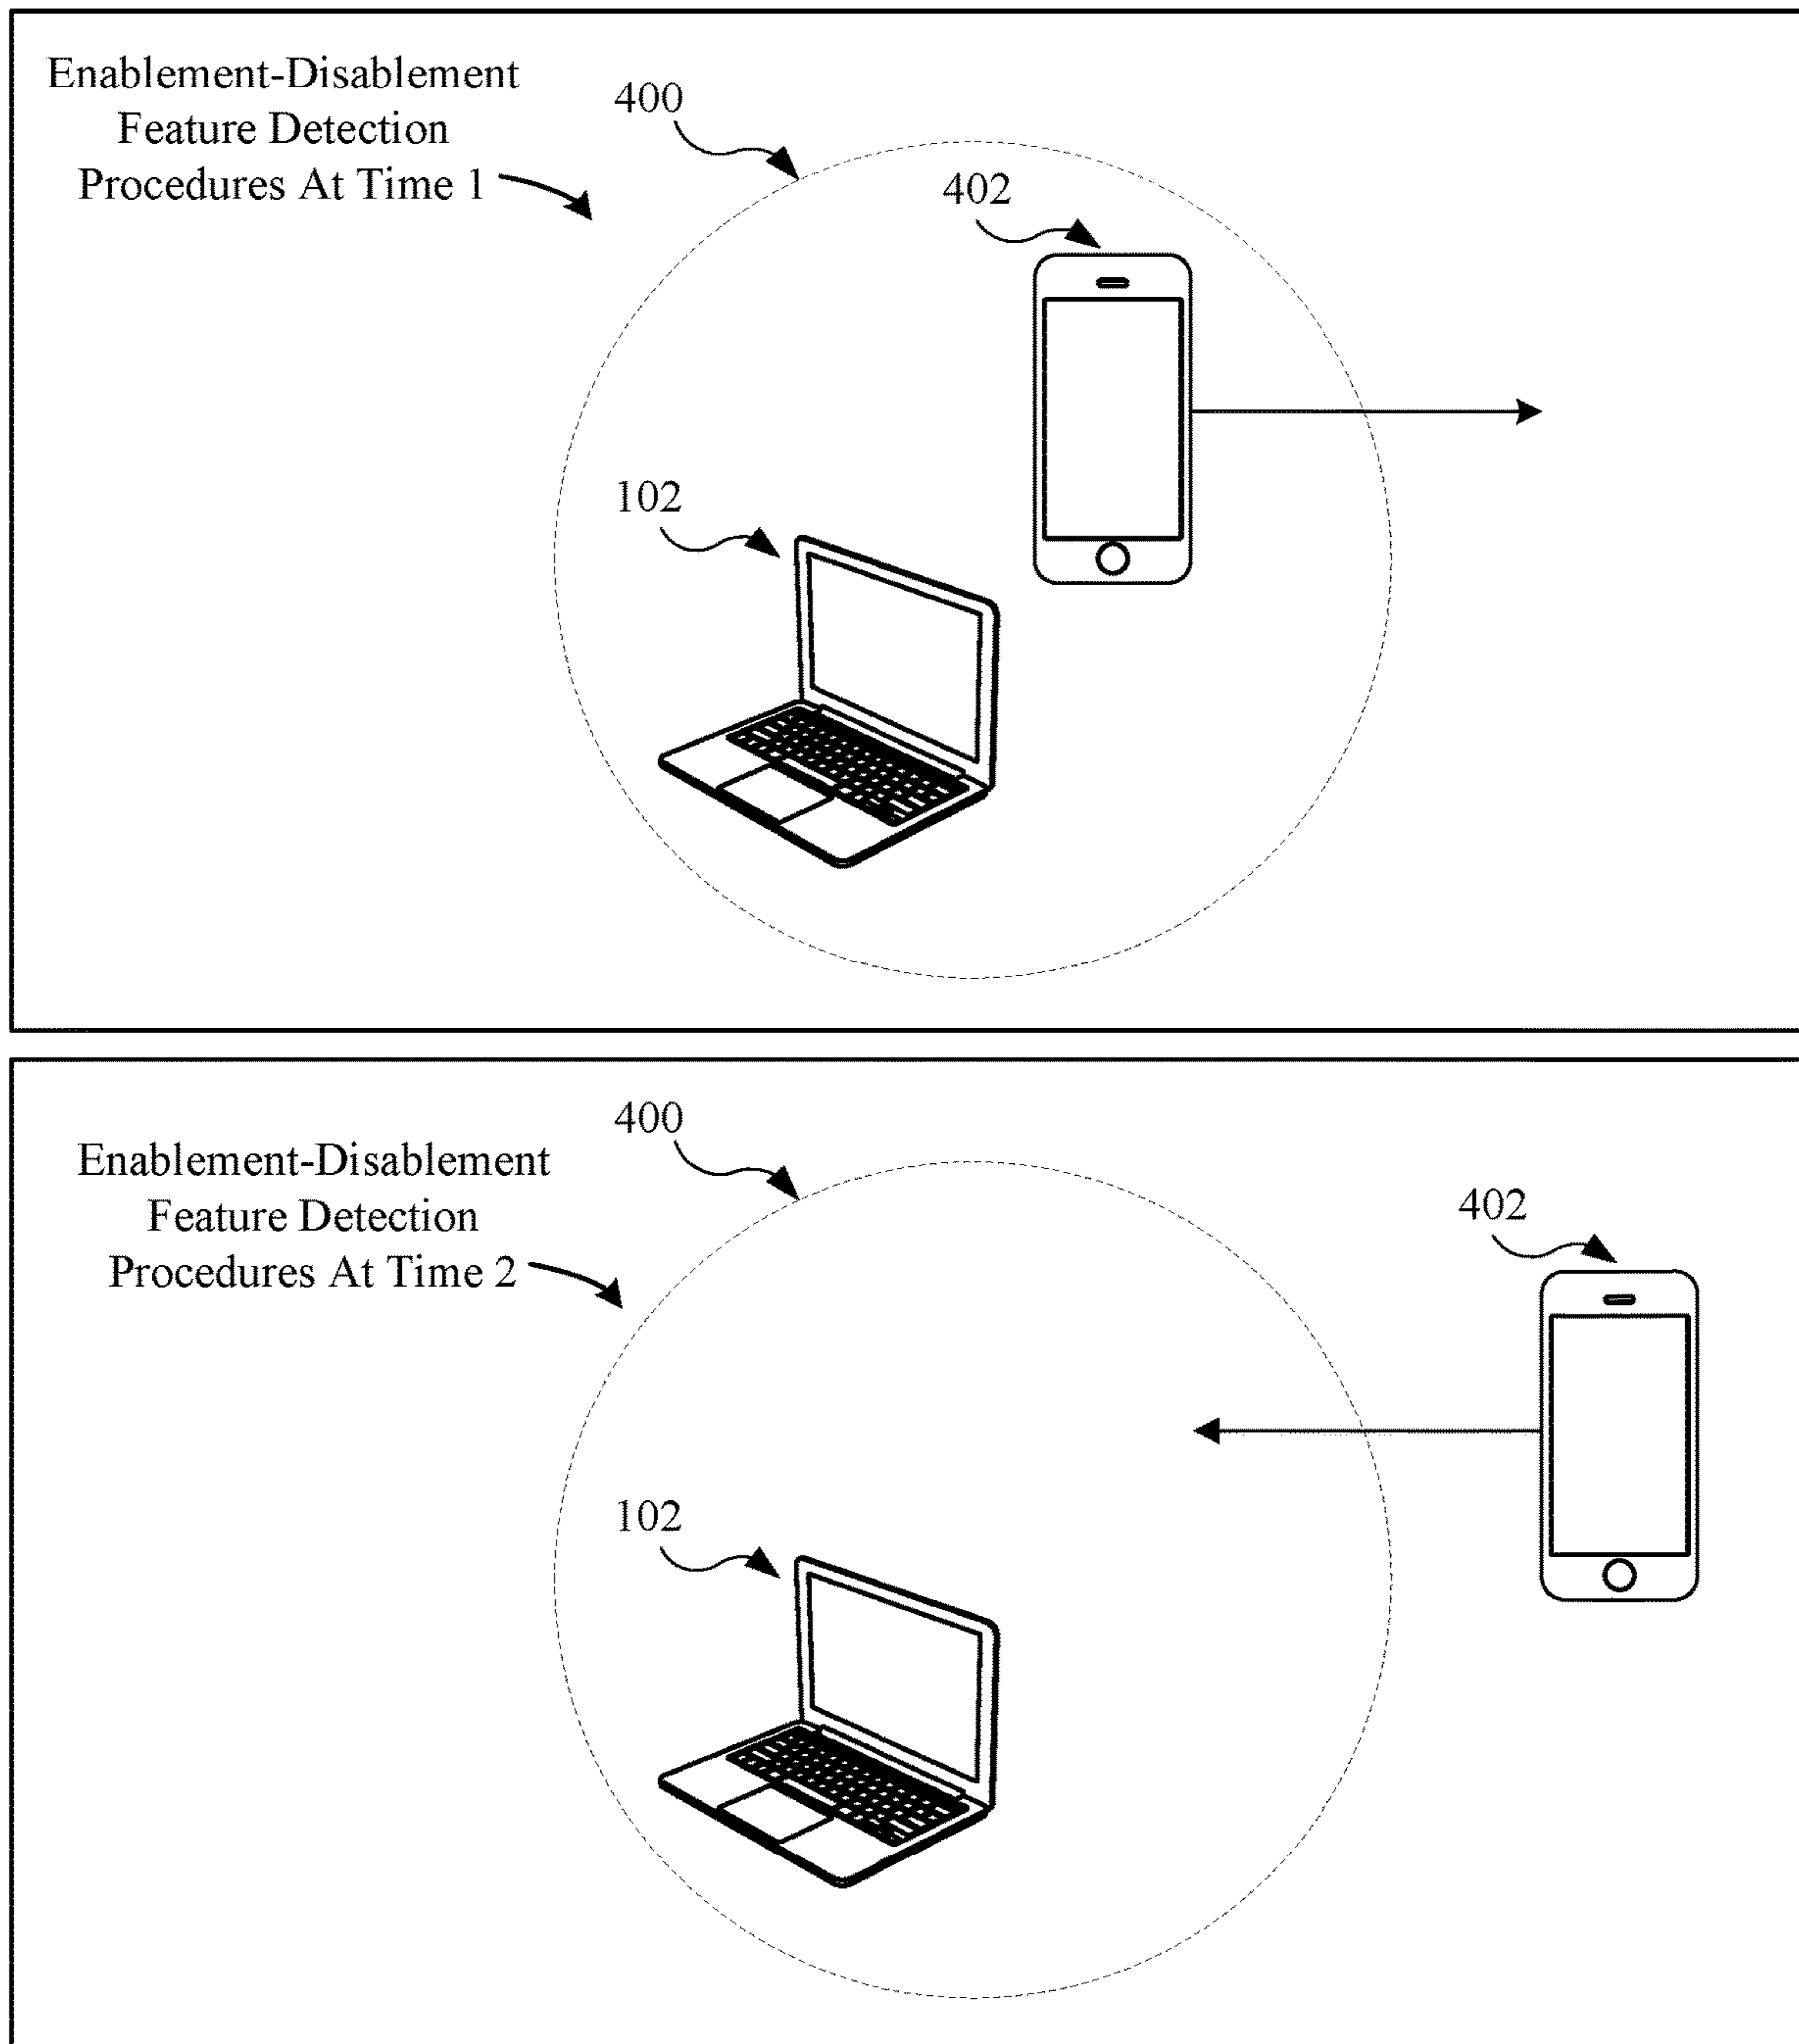 Enablement-Disablement
Feature Detection
Procedures At Time 1
400
402
102
Enablement-Disablement
Feature Detection
Procedures At Time 2
400
402
102